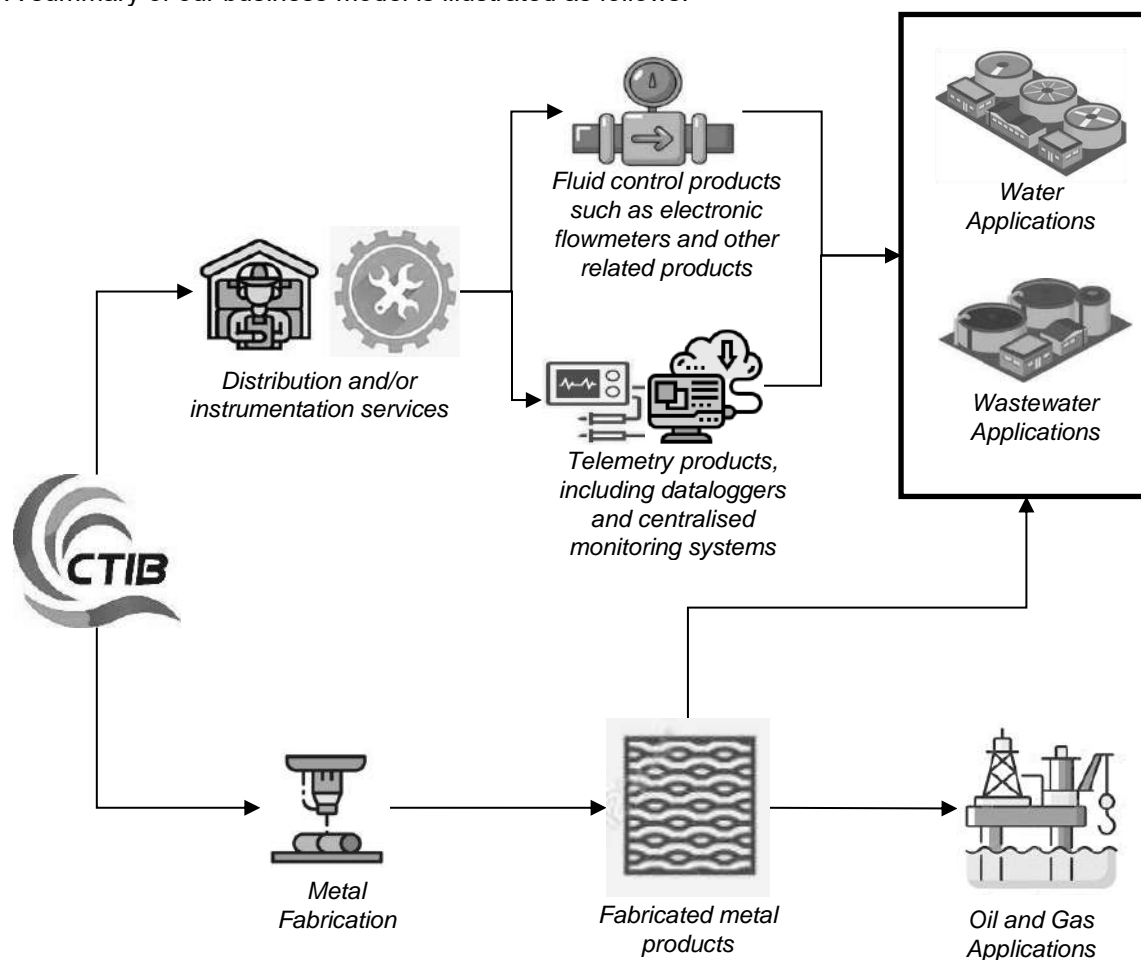 A summary of our business model is illustrated as follows:
Fluid control products
such as electronic
flowmeters and other
related products
Water
Applications
Distribution and/or
instrumentation services
Wastewater
Applications
Telemetry products,
including dataloggers
and centralised
monitoring systems
CTIB
Metal
Fabrication
Fabricated metal
products
Oil and Gas
Applications